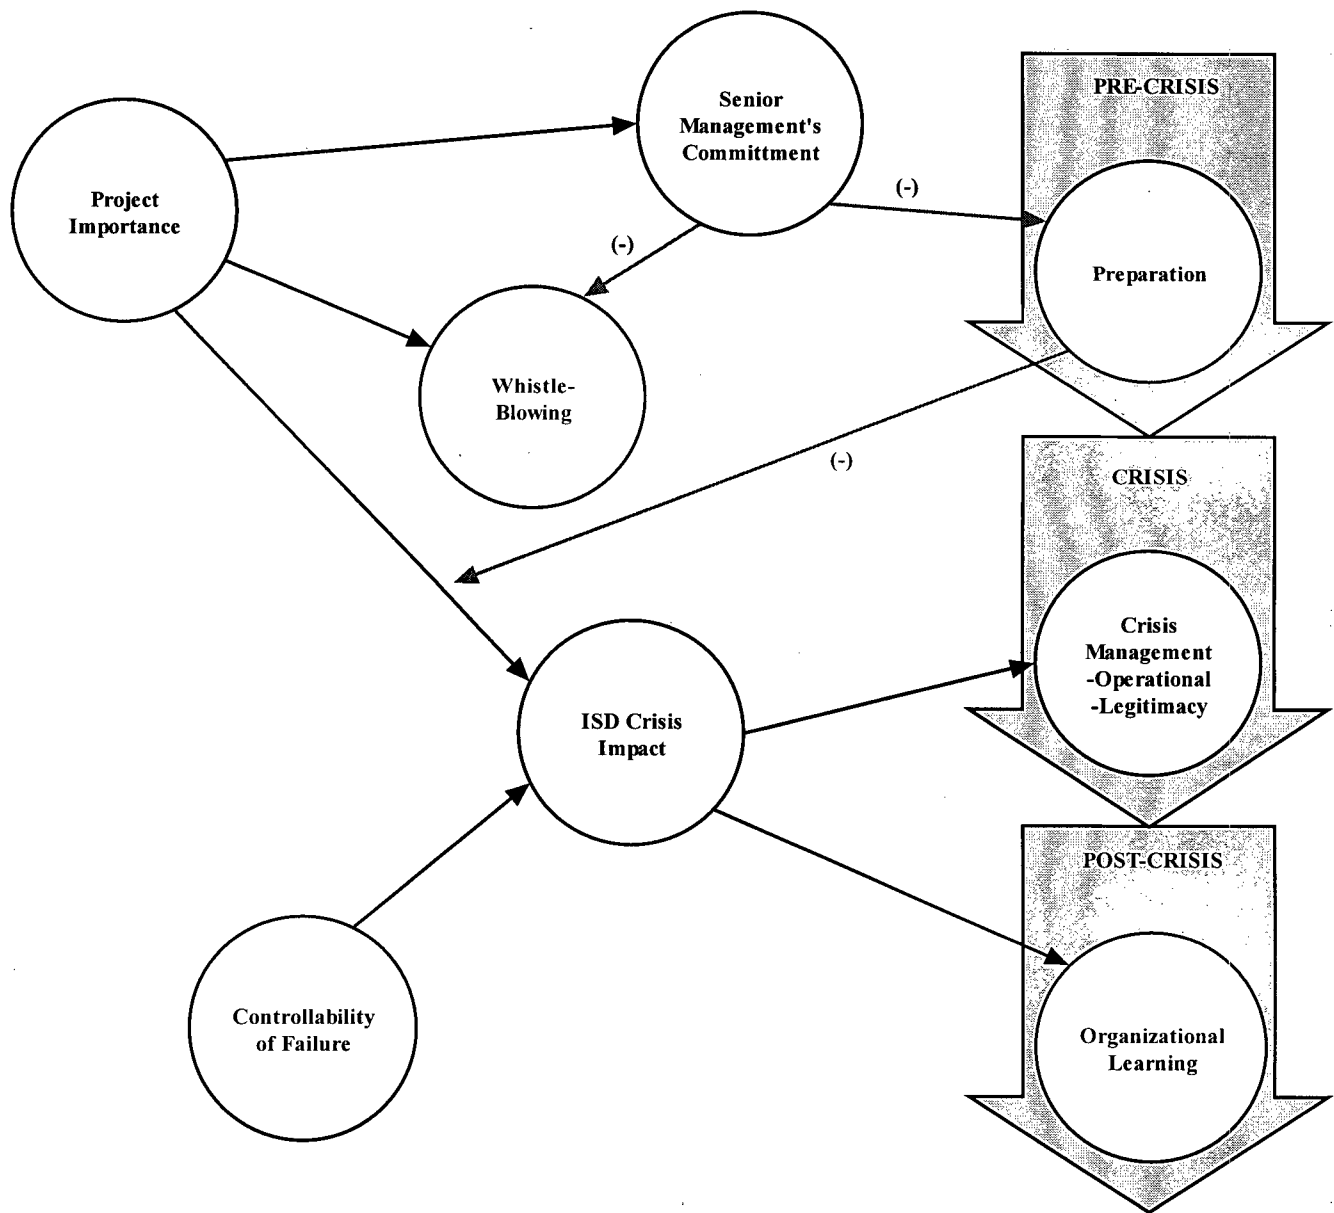 Senior
Management's
Committment
PRE-CRISIS
Project
Importance
(-)
(-)
Preparation
Whistle-
Blowing
(-)
CRISIS
Crisis
Management
-Operational
-Legitimacy
ISD Crisis
Impact
POST-CRISIS
Controllability
of Failure
Organizational
Learning